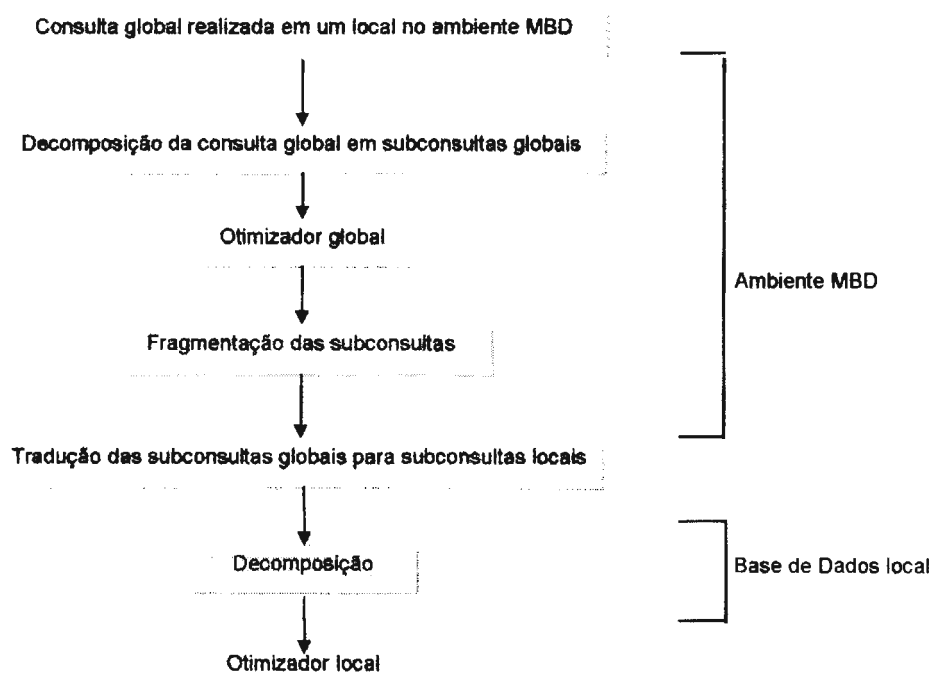 Consulta global realizada em um local no ambiente MBD
Decomposição da consulta global em subconsultas globais
Otimizador global
Ambiente MBD
Fragmentação das subconsultas
Tradução das subconsultas globais para subconsultas locais
Decomposição
Base de Dados local
Otimizador local